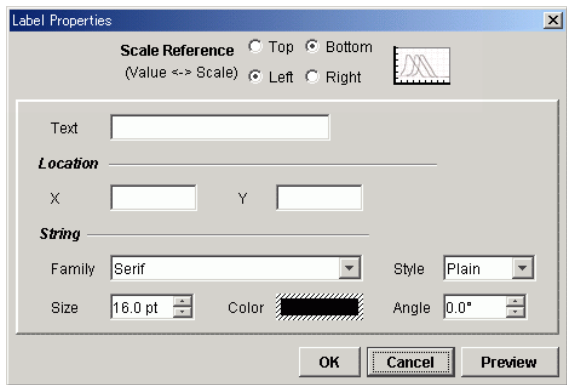 Label Properties
Scale Reference Top Bottom
(Value <-> Scale) Left Right
Text
Location
X Y
String
Family Serif Style Plain
Size 16.0 pt Color Angle 0.0°
OK Cancel Preview